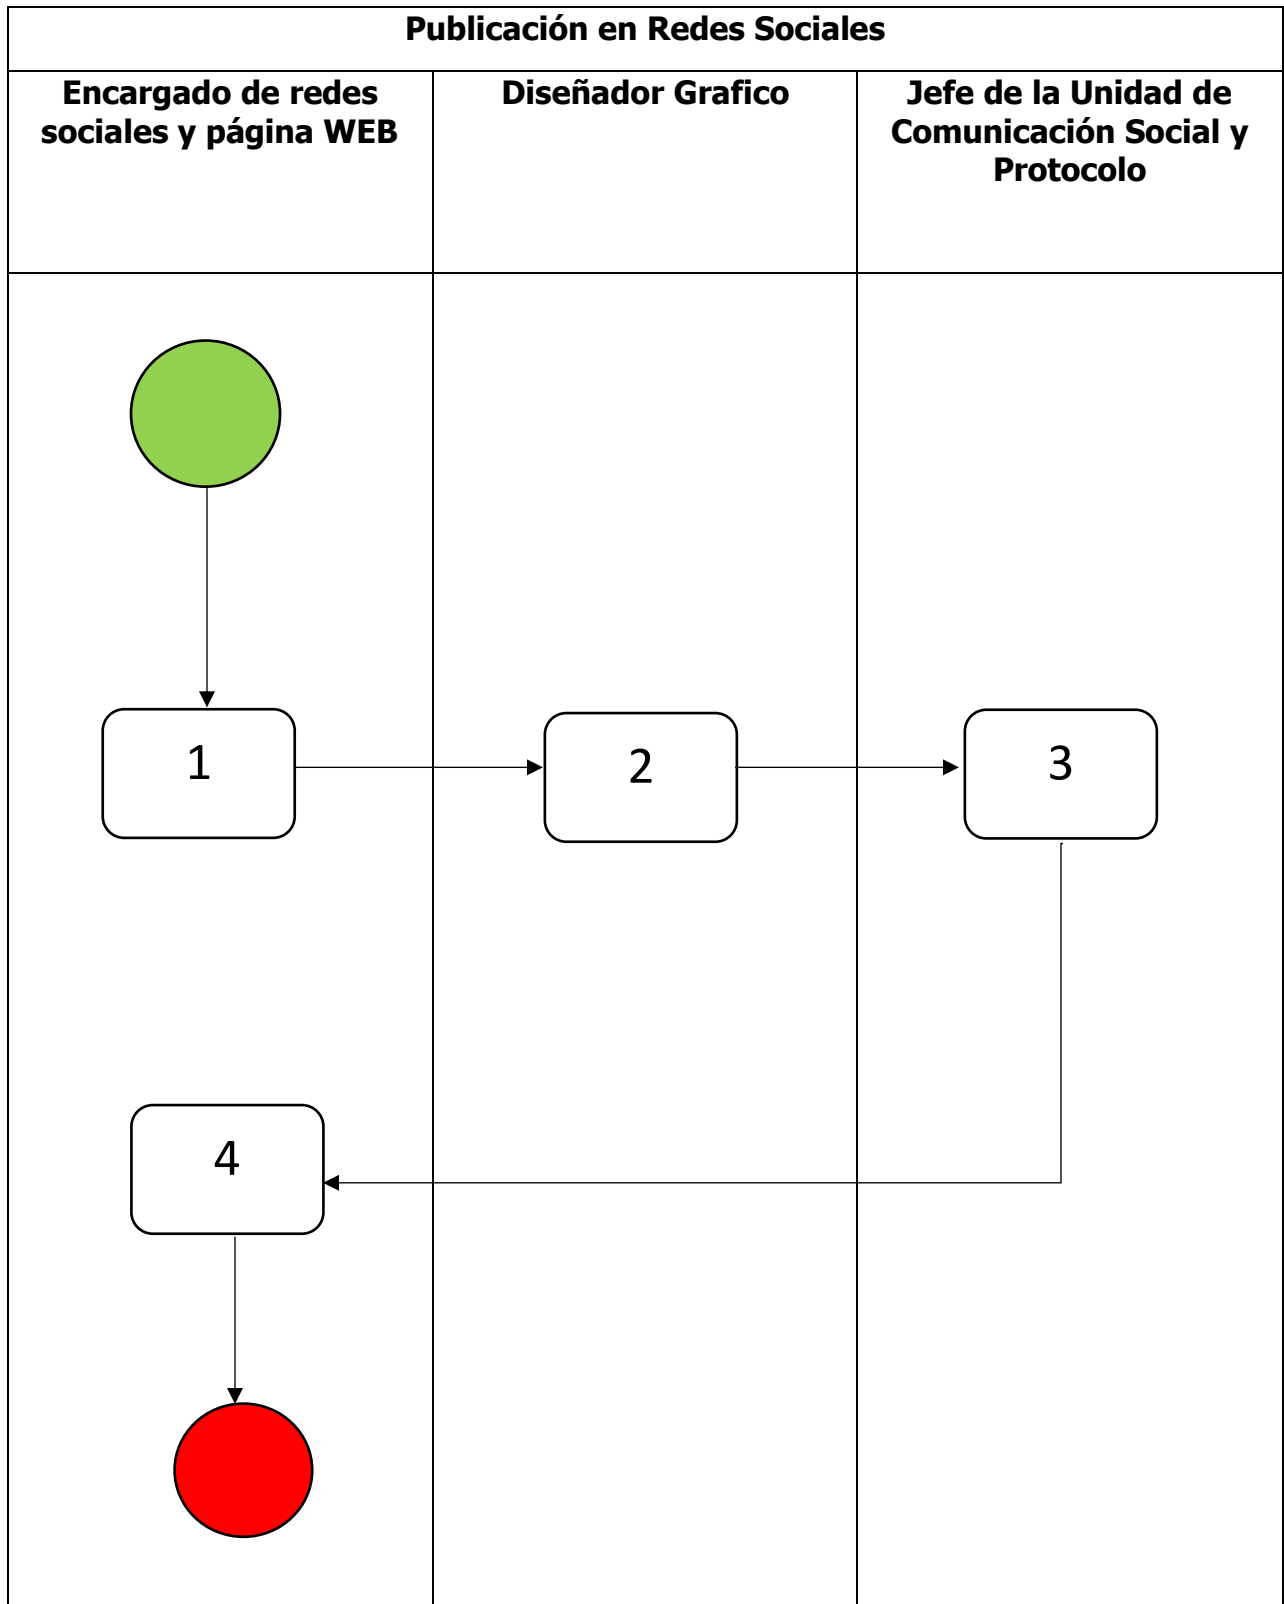 Publicación en Redes Sociales
Encargado de redes
sociales y página WEB
Diseñador Grafico
Jefe de la Unidad de
Comunicación Social y
Protocolo
1
2
3
4